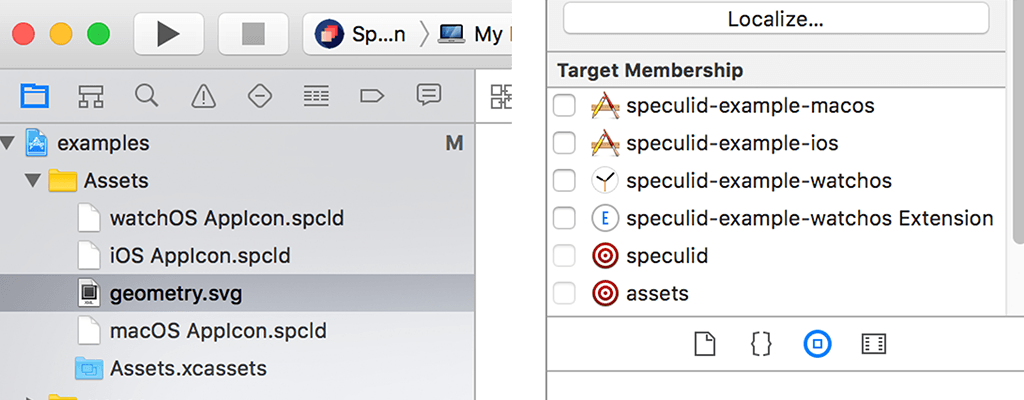 Sp...n
My
examples
M
Assets
watchOS AppIcon.spcld
iOS AppIcon.spcld
geometry.svg
macOS AppIcon.spcld
Assets.xcassets
Localize...
Target Membership
speculid-example-macos
speculid-example-ios
speculid-example-watchos
E
speculid-example-watchos Extension
speculid
assets